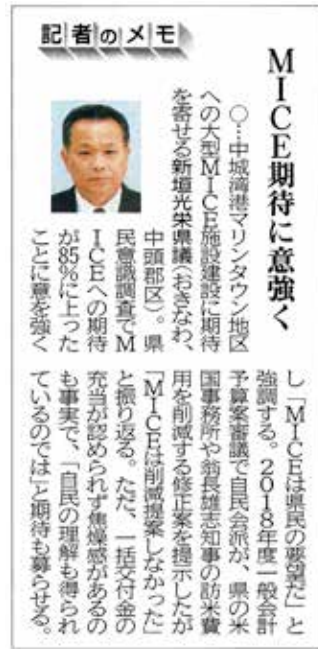 記者のメモ
MICE期待に意強く
○…中城湾港マリンタウン地区
への大型MICE施設建設に期待
を寄せる新垣光栄県議(おきなわ、
中頭郡区)。県
民意識調査でM
ICEへの期待
が85%に上った
ことに意を強く
し「MICEは県民の要望だ」と
強調する。2018年度一般会計
予算案審議で自民会派が、県の米
国事務所や翁長雄志知事の訪米費
用を削減する修正案を提示したが
「MICEは削減提案しなかった」
と振り返る。ただ、一括交付金の
充当が認められず焦燥感があるの
も事実で、「自民の理解も得られ
ているのでは」と期待も募らせる。